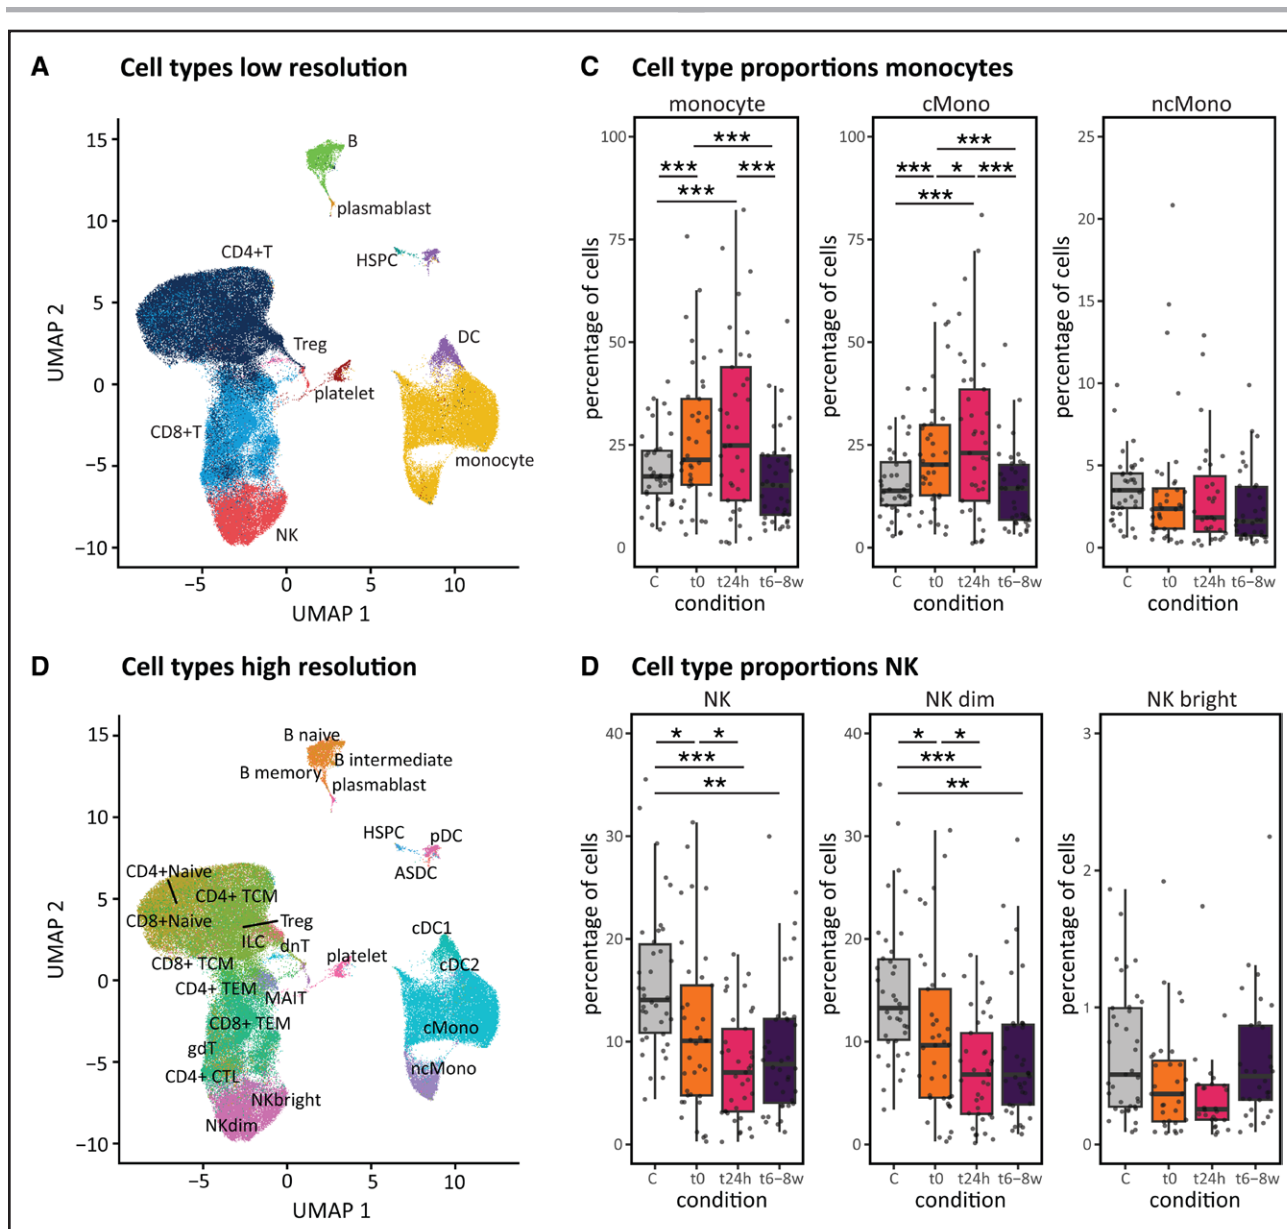 A Cell types low resolution
15
10
5
0
−5
−10
UMAP 2
−5 0 5 10
UMAP 1
B
plasmablast
CD4+T
HSPC
Treg
DC
platelet
CD8+T
monocyte
NK
C Cell type proportions monocytes
monocyte
100
75
50
25
0
percentage of cells
***
*** ***
***
C t0 t24h t6−8w
condition
cMono
100
75
50
25
0
percentage of cells
***
*** * ***
***
C t0 t24h t6−8w
condition
ncMono
25
20
15
10
5
0
percentage of cells
C t0 t24h t6−8w
condition
D Cell types high resolution
15
10
5
0
−5
−10
UMAP 2
−5 0 5 10
UMAP 1
B naive
B intermediate
B memory
plasmablast
HSPC pDC
ASDC
CD4+Naive
CD4+ TCM
CD8+Naive
Treg
ILC dnT
cDC1
CD8+ TCM
platelet
cDC2
CD4+ TEM
MAIT
CD8+ TEM
cMono
gdT
ncMono
CD4+ CTL
NKbright
NKdim
D Cell type proportions NK
NK
40
30
20
10
0
percentage of cells
* *
***
**
C t0 t24h t6−8w
condition
NK dim
40
30
20
10
0
percentage of cells
* *
***
**
C t0 t24h t6−8w
condition
NK bright
3
2
1
0
percentage of cells
C t0 t24h t6−8w
condition